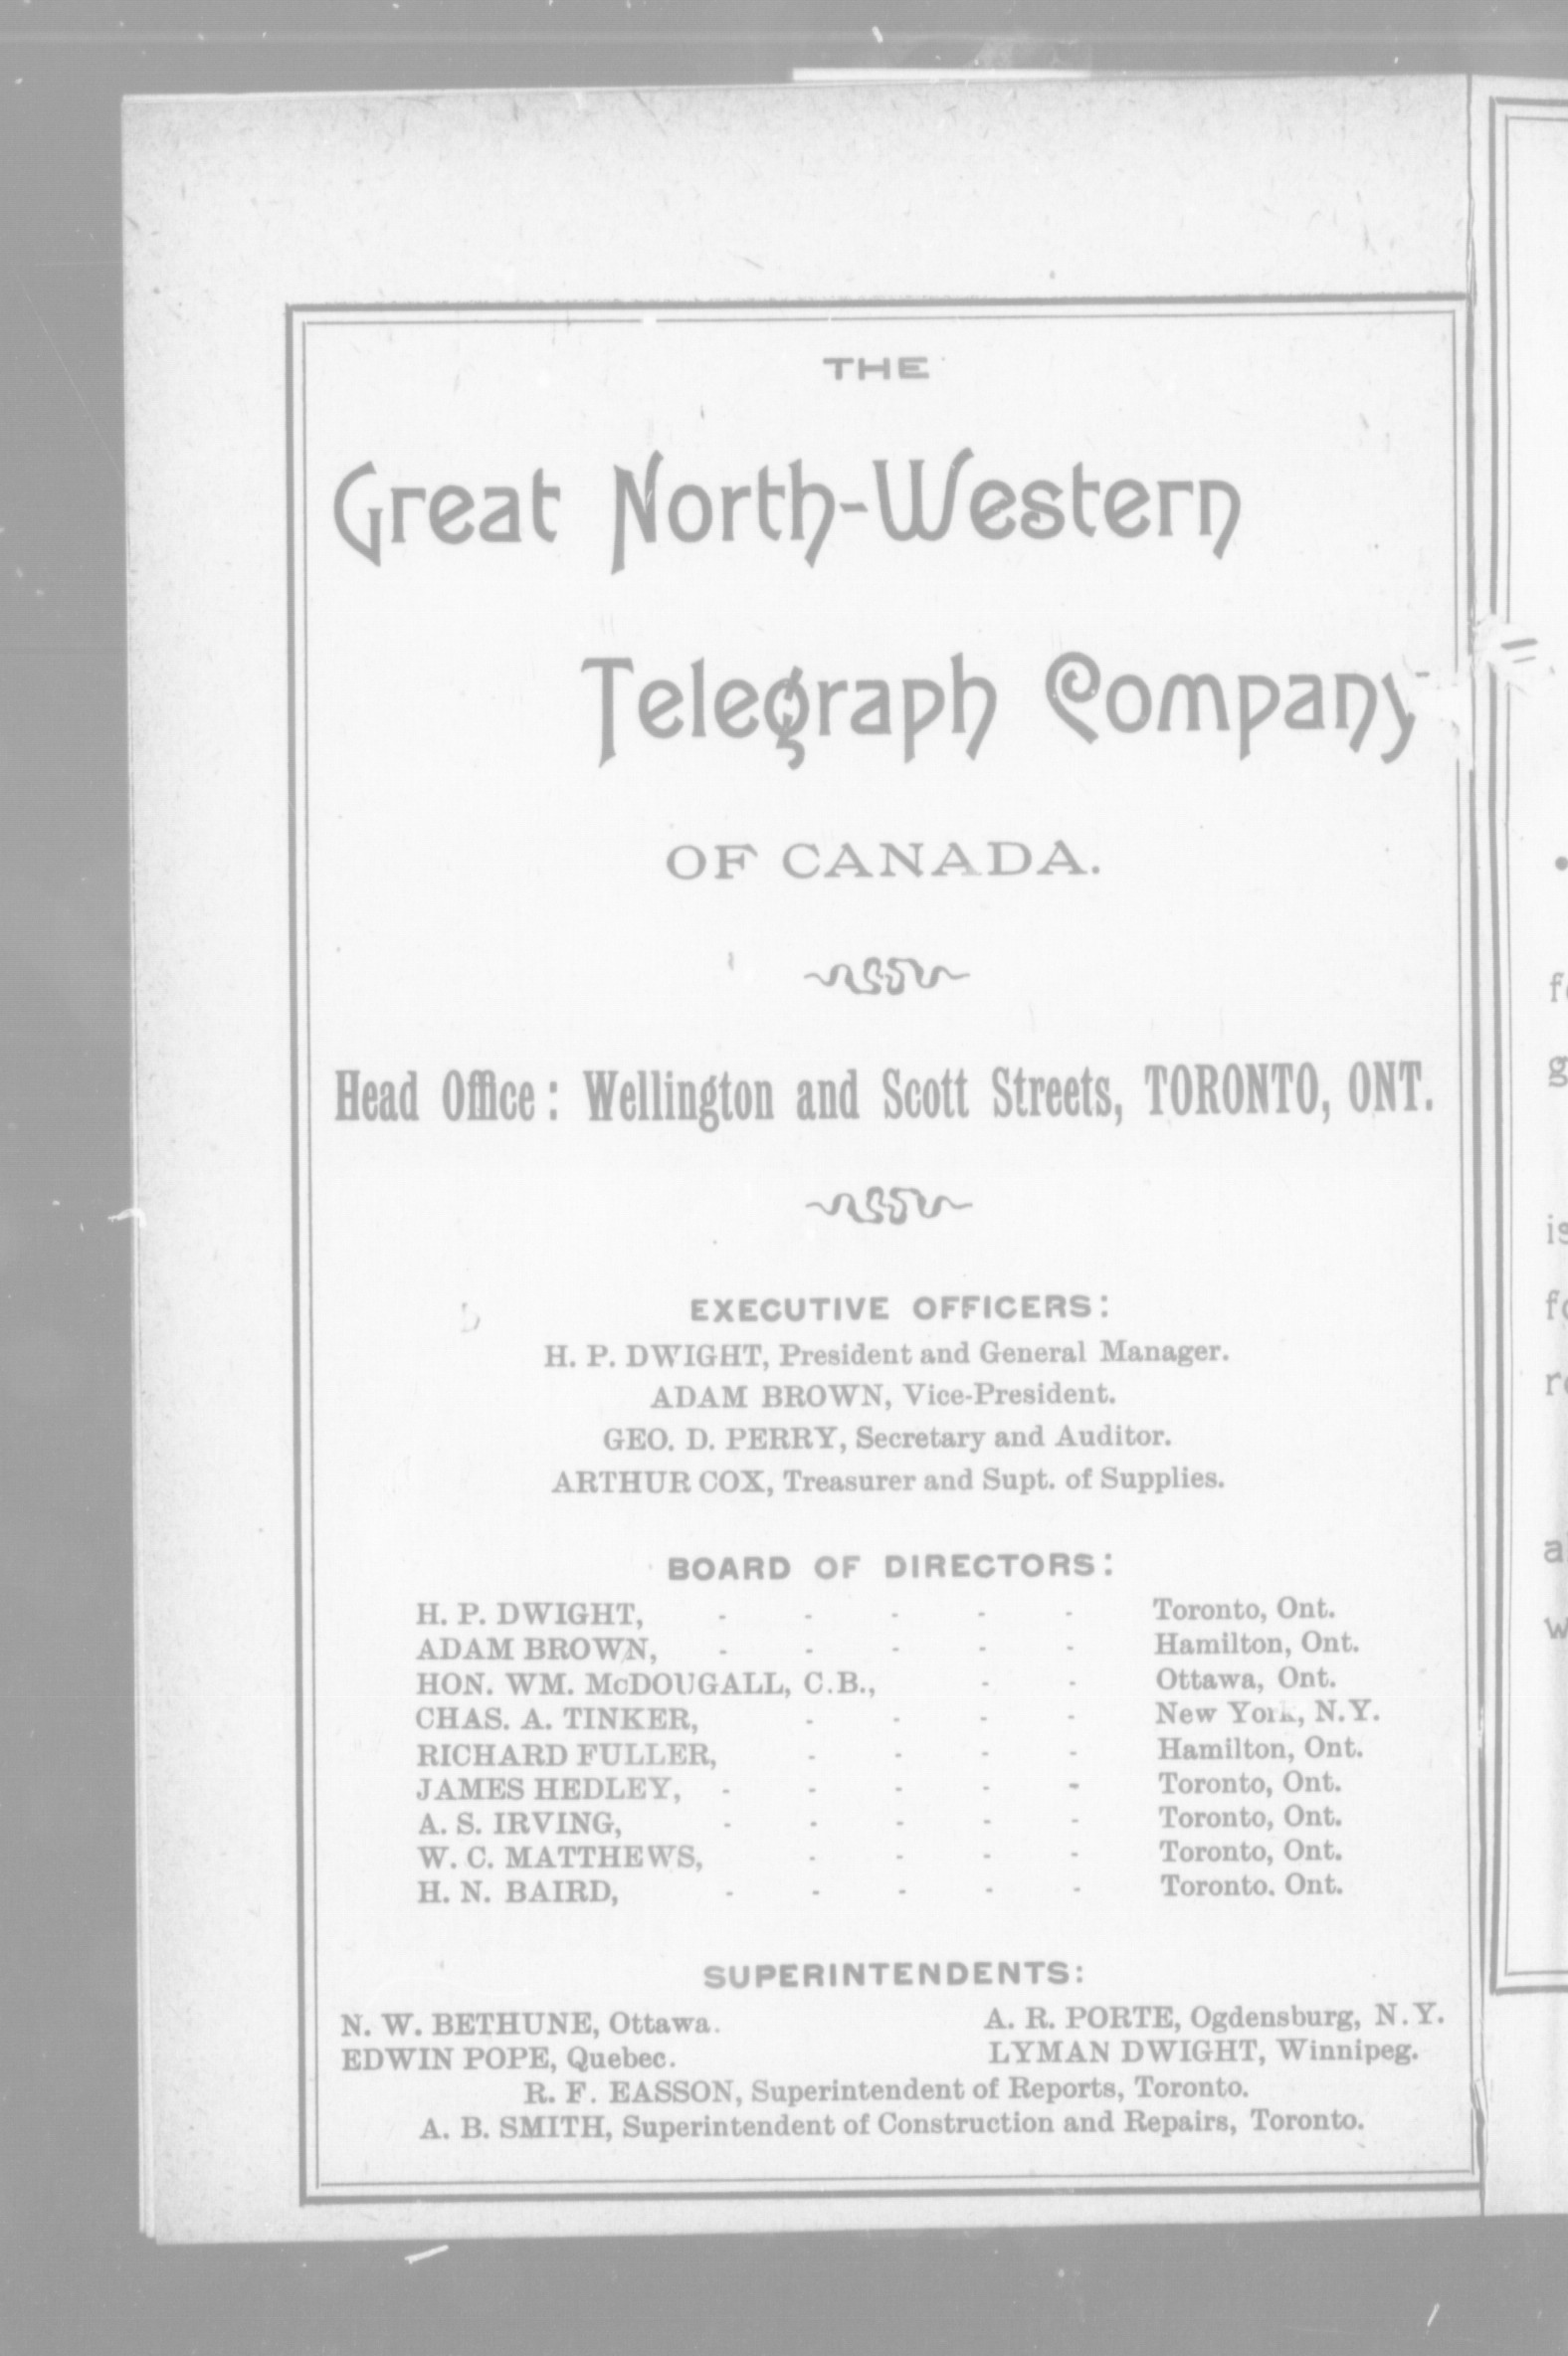 THE
Great North-Western
Telegraph Company
OF CANADA.
Head Office: Wellington and Scott Streets, TORONTO, ONT.
EXECUTIVE OFFICERS:
H. P. DWIGHT, President and General Manager.
ADAM BROWN, Vice-President.
GEO. D. PERRY, Secretary and Auditor.
ARTHUR COX, Treasurer and Supt. of Supplies.
BOARD OF DIRECTORS:
H. P. DWIGHT, - - - - - Toronto, Ont.
ADAM BROWN, - - - - - Hamilton, Ont.
HON. WM. McDOUGALL, C.B., - - Ottawa, Ont.
CHAS. A. TINKER, - - - - New York, N.Y.
RICHARD FULLER, - - - - Hamilton, Ont.
JAMES HEDLEY, - - - - - Toronto, Ont.
A. S. IRVING, - - - - - Toronto, Ont.
W. C. MATTHEWS, - - - - Toronto, Ont.
H. N. BAIRD, - - - - - Toronto. Ont.
SUPERINTENDENTS:
N. W. BETHUNE, Ottawa. A. R. PORTE, Ogdensburg, N.Y.
EDWIN POPE, Quebec. LYMAN DWIGHT, Winnipeg.
R. F. EASSON, Superintendent of Reports, Toronto.
A. B. SMITH, Superintendent of Construction and Repairs, Toronto.